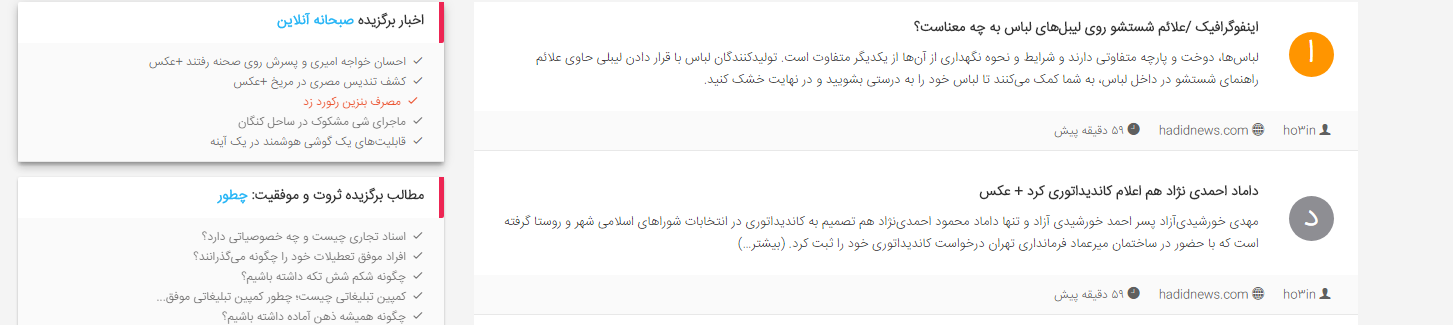 اینفوگرافیک /علائم شستشو روی لیبل‌های لباس به چه معناست؟
ا
لباس‌ها، دوخت و پارچه متفاوتی دارند و شرایط و نحوه نگهداری از آن‌ها از یکدیگر متفاوت است. تولیدکنندگان لباس با قرار دادن لیبلی حاوی علائم
راهنمای شستشو در داخل لباس، به شما کمک می‌کنند تا لباس خود را به درستی بشویید و در نهایت خشک کنید.
ho۳in hadidnews.com ۵۹ دقیقه پیش
داماد احمدی نژاد هم اعلام کاندیداتوری کرد + عکس
د
مهدی خورشیدی‌آزاد پسر احمد خورشیدی آزاد و تنها داماد محمود احمدی‌نژاد هم تصمیم به کاندیداتوری در انتخابات شوراهای اسلامی شهر و روستا گرفته
است که با حضور در ساختمان میرعماد فرمانداری تهران درخواست کاندیداتوری خود را ثبت کرد. (بیشتر…)
ho۳in hadidnews.com ۵۹ دقیقه پیش
اخبار برگزیده صبحانه آنلاین
احسان خواجه امیری و پسرش روی صحنه رفتند +عکس
کشف تندیس مصری در مریخ +عکس
مصرف بنزین رکورد زد
ماجرای شی مشکوک در ساحل کنگان
قابلیت‌های یک گوشی هوشمند در یک آینه
مطالب برگزیده ثروت و موفقیت: چطور
اسناد تجاری چیست و چه خصوصیاتی دارد؟
افراد موفق تعطیلات خود را چگونه می‌گذرانند؟
چگونه شکم شش تکه داشته باشیم؟
کمپین تبلیغاتی چیست؛ چطور کمپین تبلیغاتی موفق...
چگونه همیشه ذهن آماده داشته باشیم؟